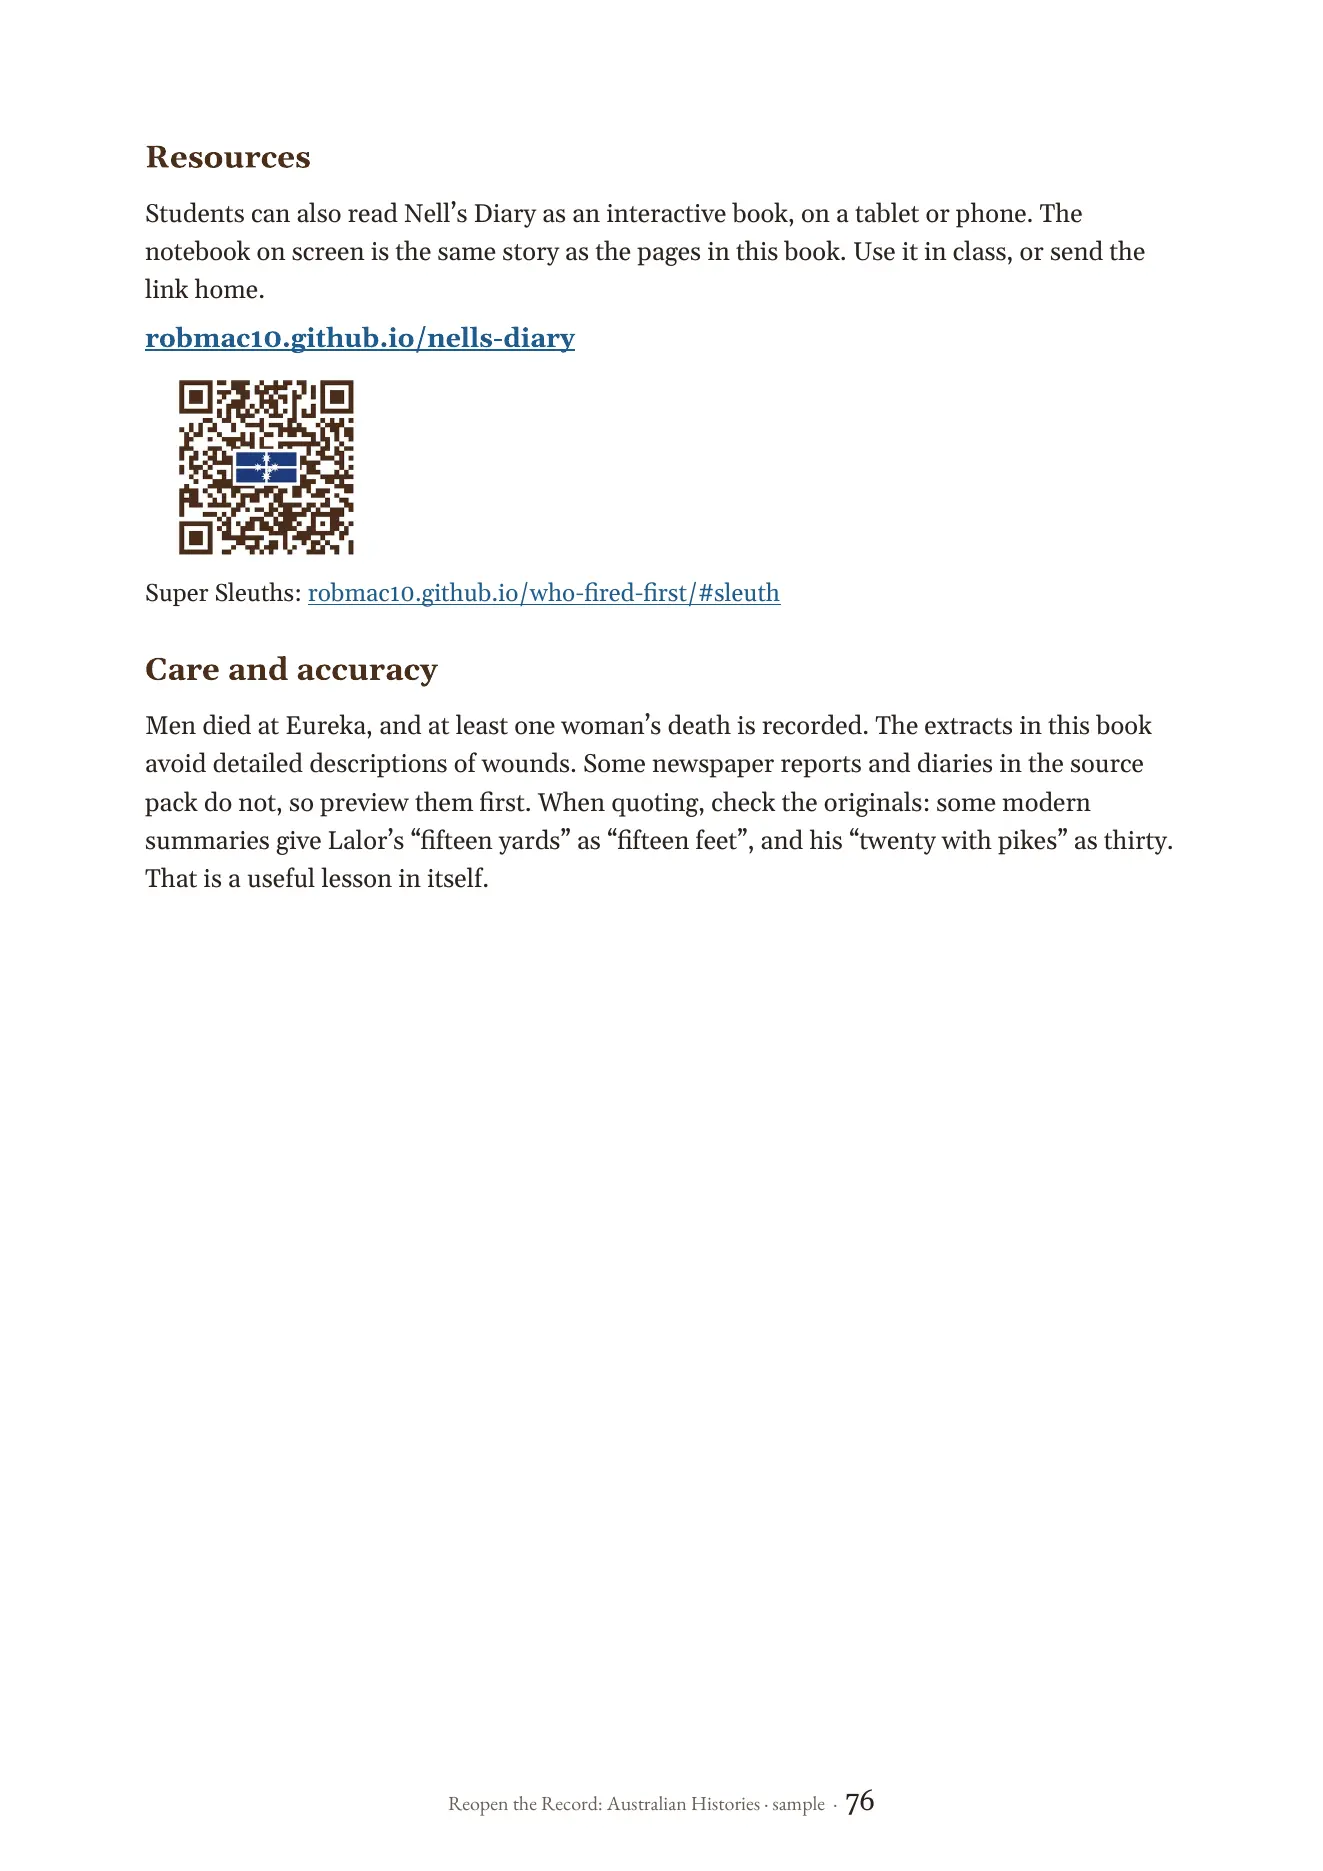 Resources
Students can also read Nell’s Diary as an interactive book, on a tablet or phone. The
notebook on screen is the same story as the pages in this book. Use it in class, or send the
link home.
robmac10.github.io/nells-diary
Super Sleuths: robmac10.github.io/who-fired-first/#sleuth
Care and accuracy
Men died at Eureka, and at least one woman’s death is recorded. The extracts in this book
avoid detailed descriptions of wounds. Some newspaper reports and diaries in the source
pack do not, so preview them first. When quoting, check the originals: some modern
summaries give Lalor’s “fifteen yards” as “fifteen feet”, and his “twenty with pikes” as thirty.
That is a useful lesson in itself.
Reopen the Record: Australian Histories · sample · 76